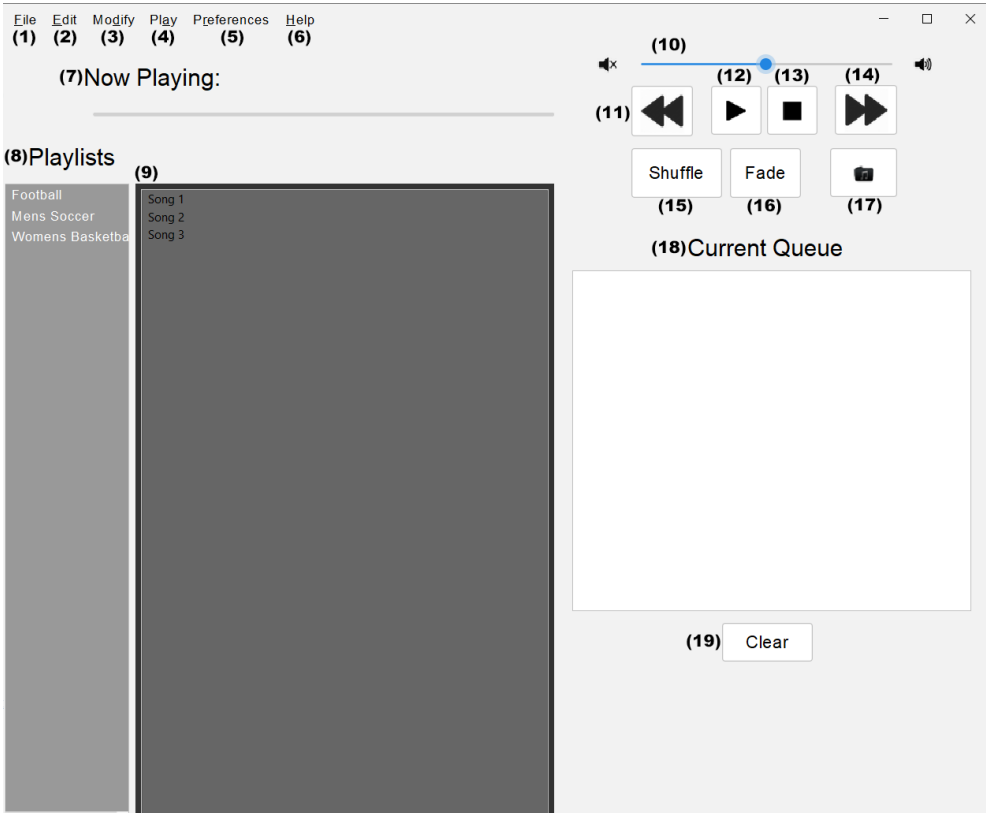 File Edit Modify Play Preferences Help
(1) (2) (3) (4) (5) (6)
(10)
(7) Now Playing:
(12) (13) (14)
(11)
(8) Playlists
(9)
Football
Mens Soccer
Womens Basketba
Song 1
Song 2
Song 3
Shuffle Fade
(15) (16) (17)
(18) Current Queue
(19) Clear